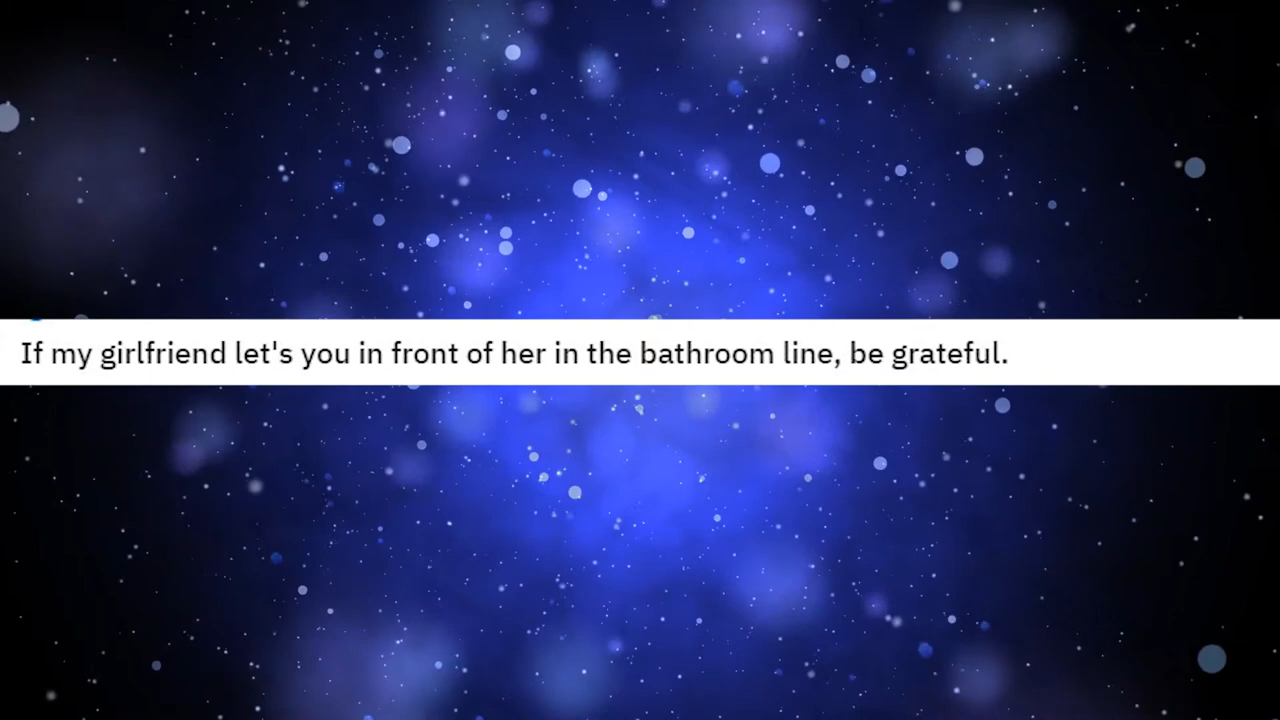 If my girlfriend let's you in front of her in the bathroom line, be grateful.